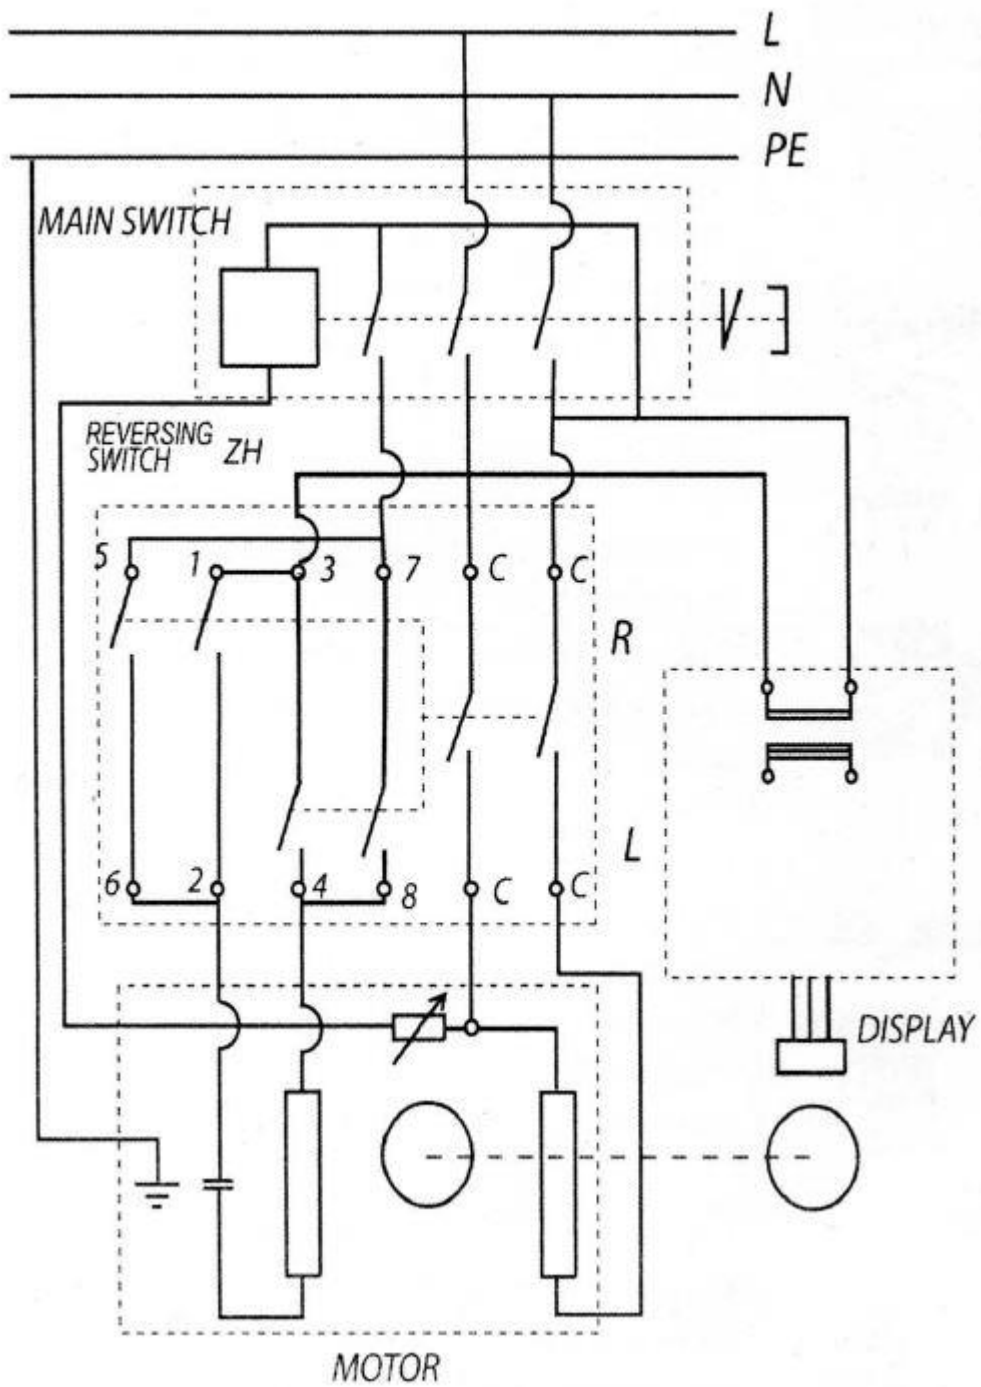 L
N
PE
MAIN SWITCH
REVERSING
SWITCH ZH
5 1 3 7 C C
R
L
6 2 4 8 C C
DISPLAY
MOTOR